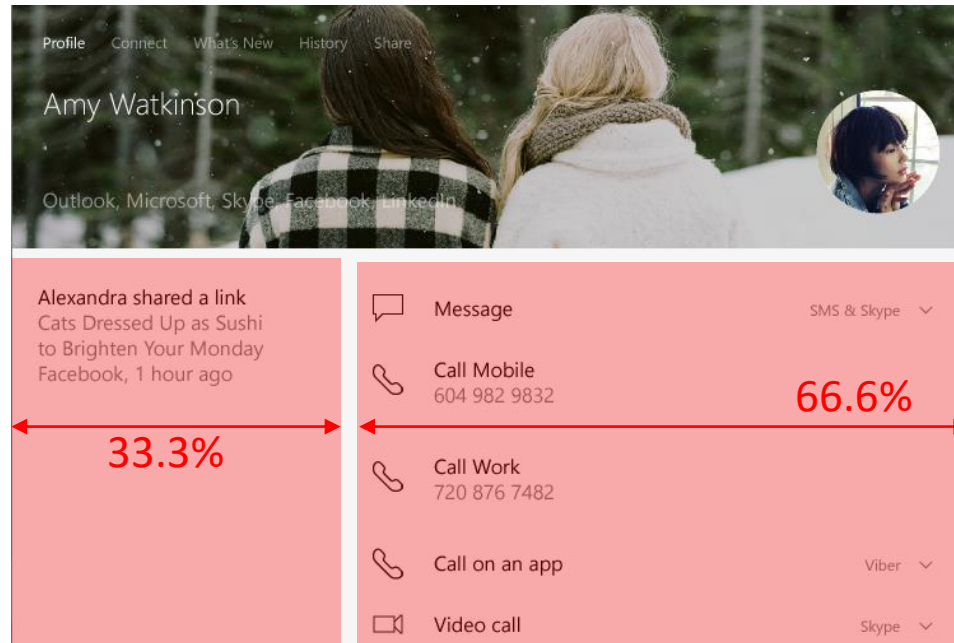 Profile Connect What's New History Share
Amy Watkinson
Outlook, Microsoft, Skype, Facebook, LinkedIn
Alexandra shared a link
Cats Dressed Up as Sushi
to Brighten Your Monday
Facebook, 1 hour ago
33.3%
Message SMS & Skype
Call Mobile
604 982 9832
66.6%
Call Work
720 876 7482
Call on an app Viber
Video call Skype